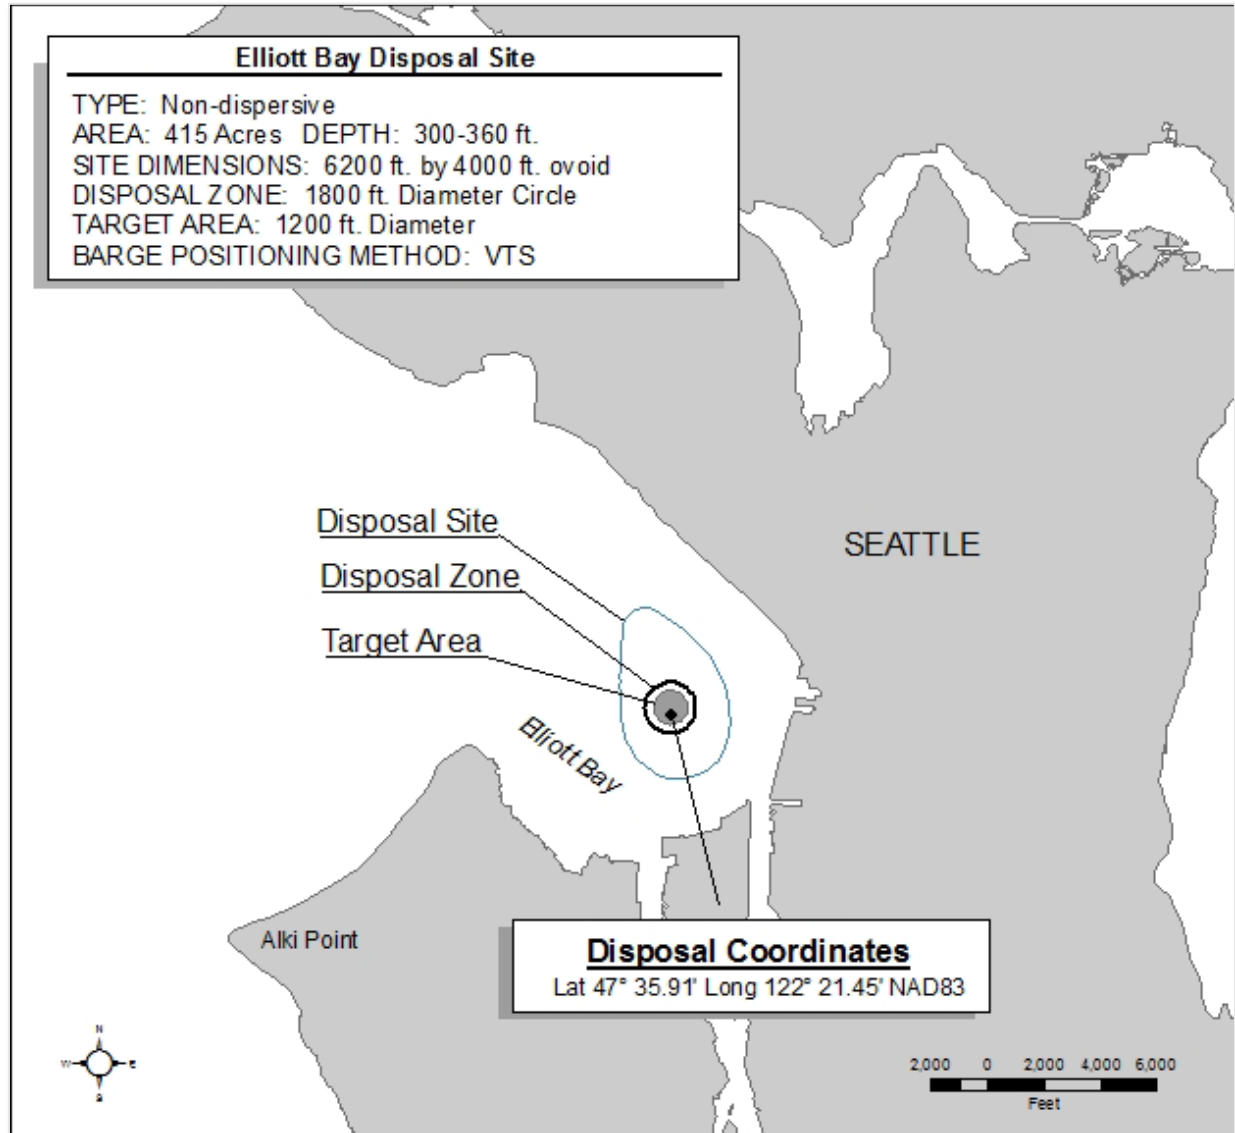 Elliott Bay Disposal Site
TYPE: Non-dispersive
AREA: 415 Acres DEPTH: 300-360 ft.
SITE DIMENSIONS: 6200 ft. by 4000 ft. ovoid
DISPOSAL ZONE: 1800 ft. Diameter Circle
TARGET AREA: 1200 ft. Diameter
BARGE POSITIONING METHOD: VTS
Disposal Site
SEATTLE
Disposal Zone
Target Area
Elliott Bay
Alki Point
Disposal Coordinates
Lat 47° 35.91' Long 122° 21.45' NAD83
N
W E
S
2,000 0 2,000 4,000 6,000
Feet